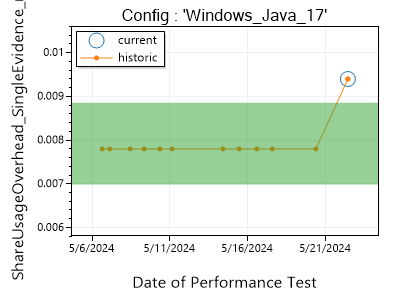 Config : 'Windows_Java_17'
ShareUsageOverhead_SingleEvidence_
current
historic
0.01
0.009
0.008
0.007
0.006
5/6/2024
5/11/2024
5/16/2024
5/21/2024
Date of Performance Test